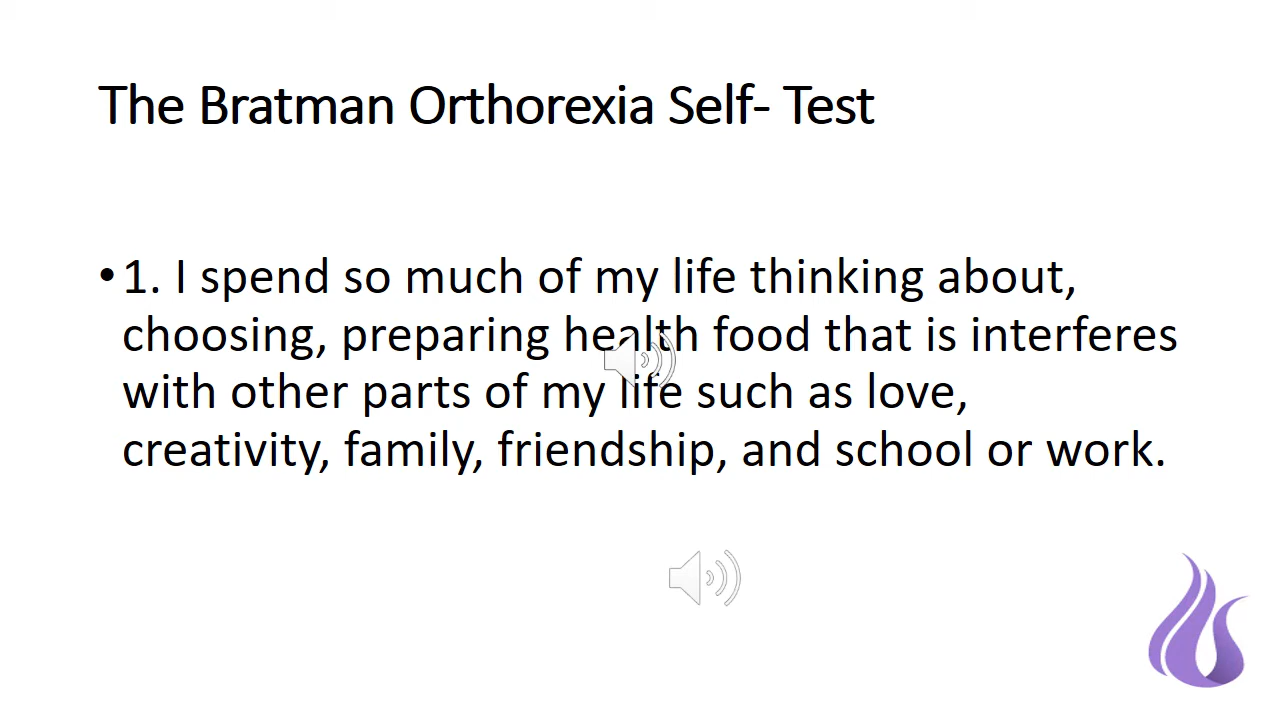 The Bratman Orthorexia Self- Test
•1. I spend so much of my life thinking about,
choosing, preparing health food that is interferes
with other parts of my life such as love,
creativity, family, friendship, and school or work.